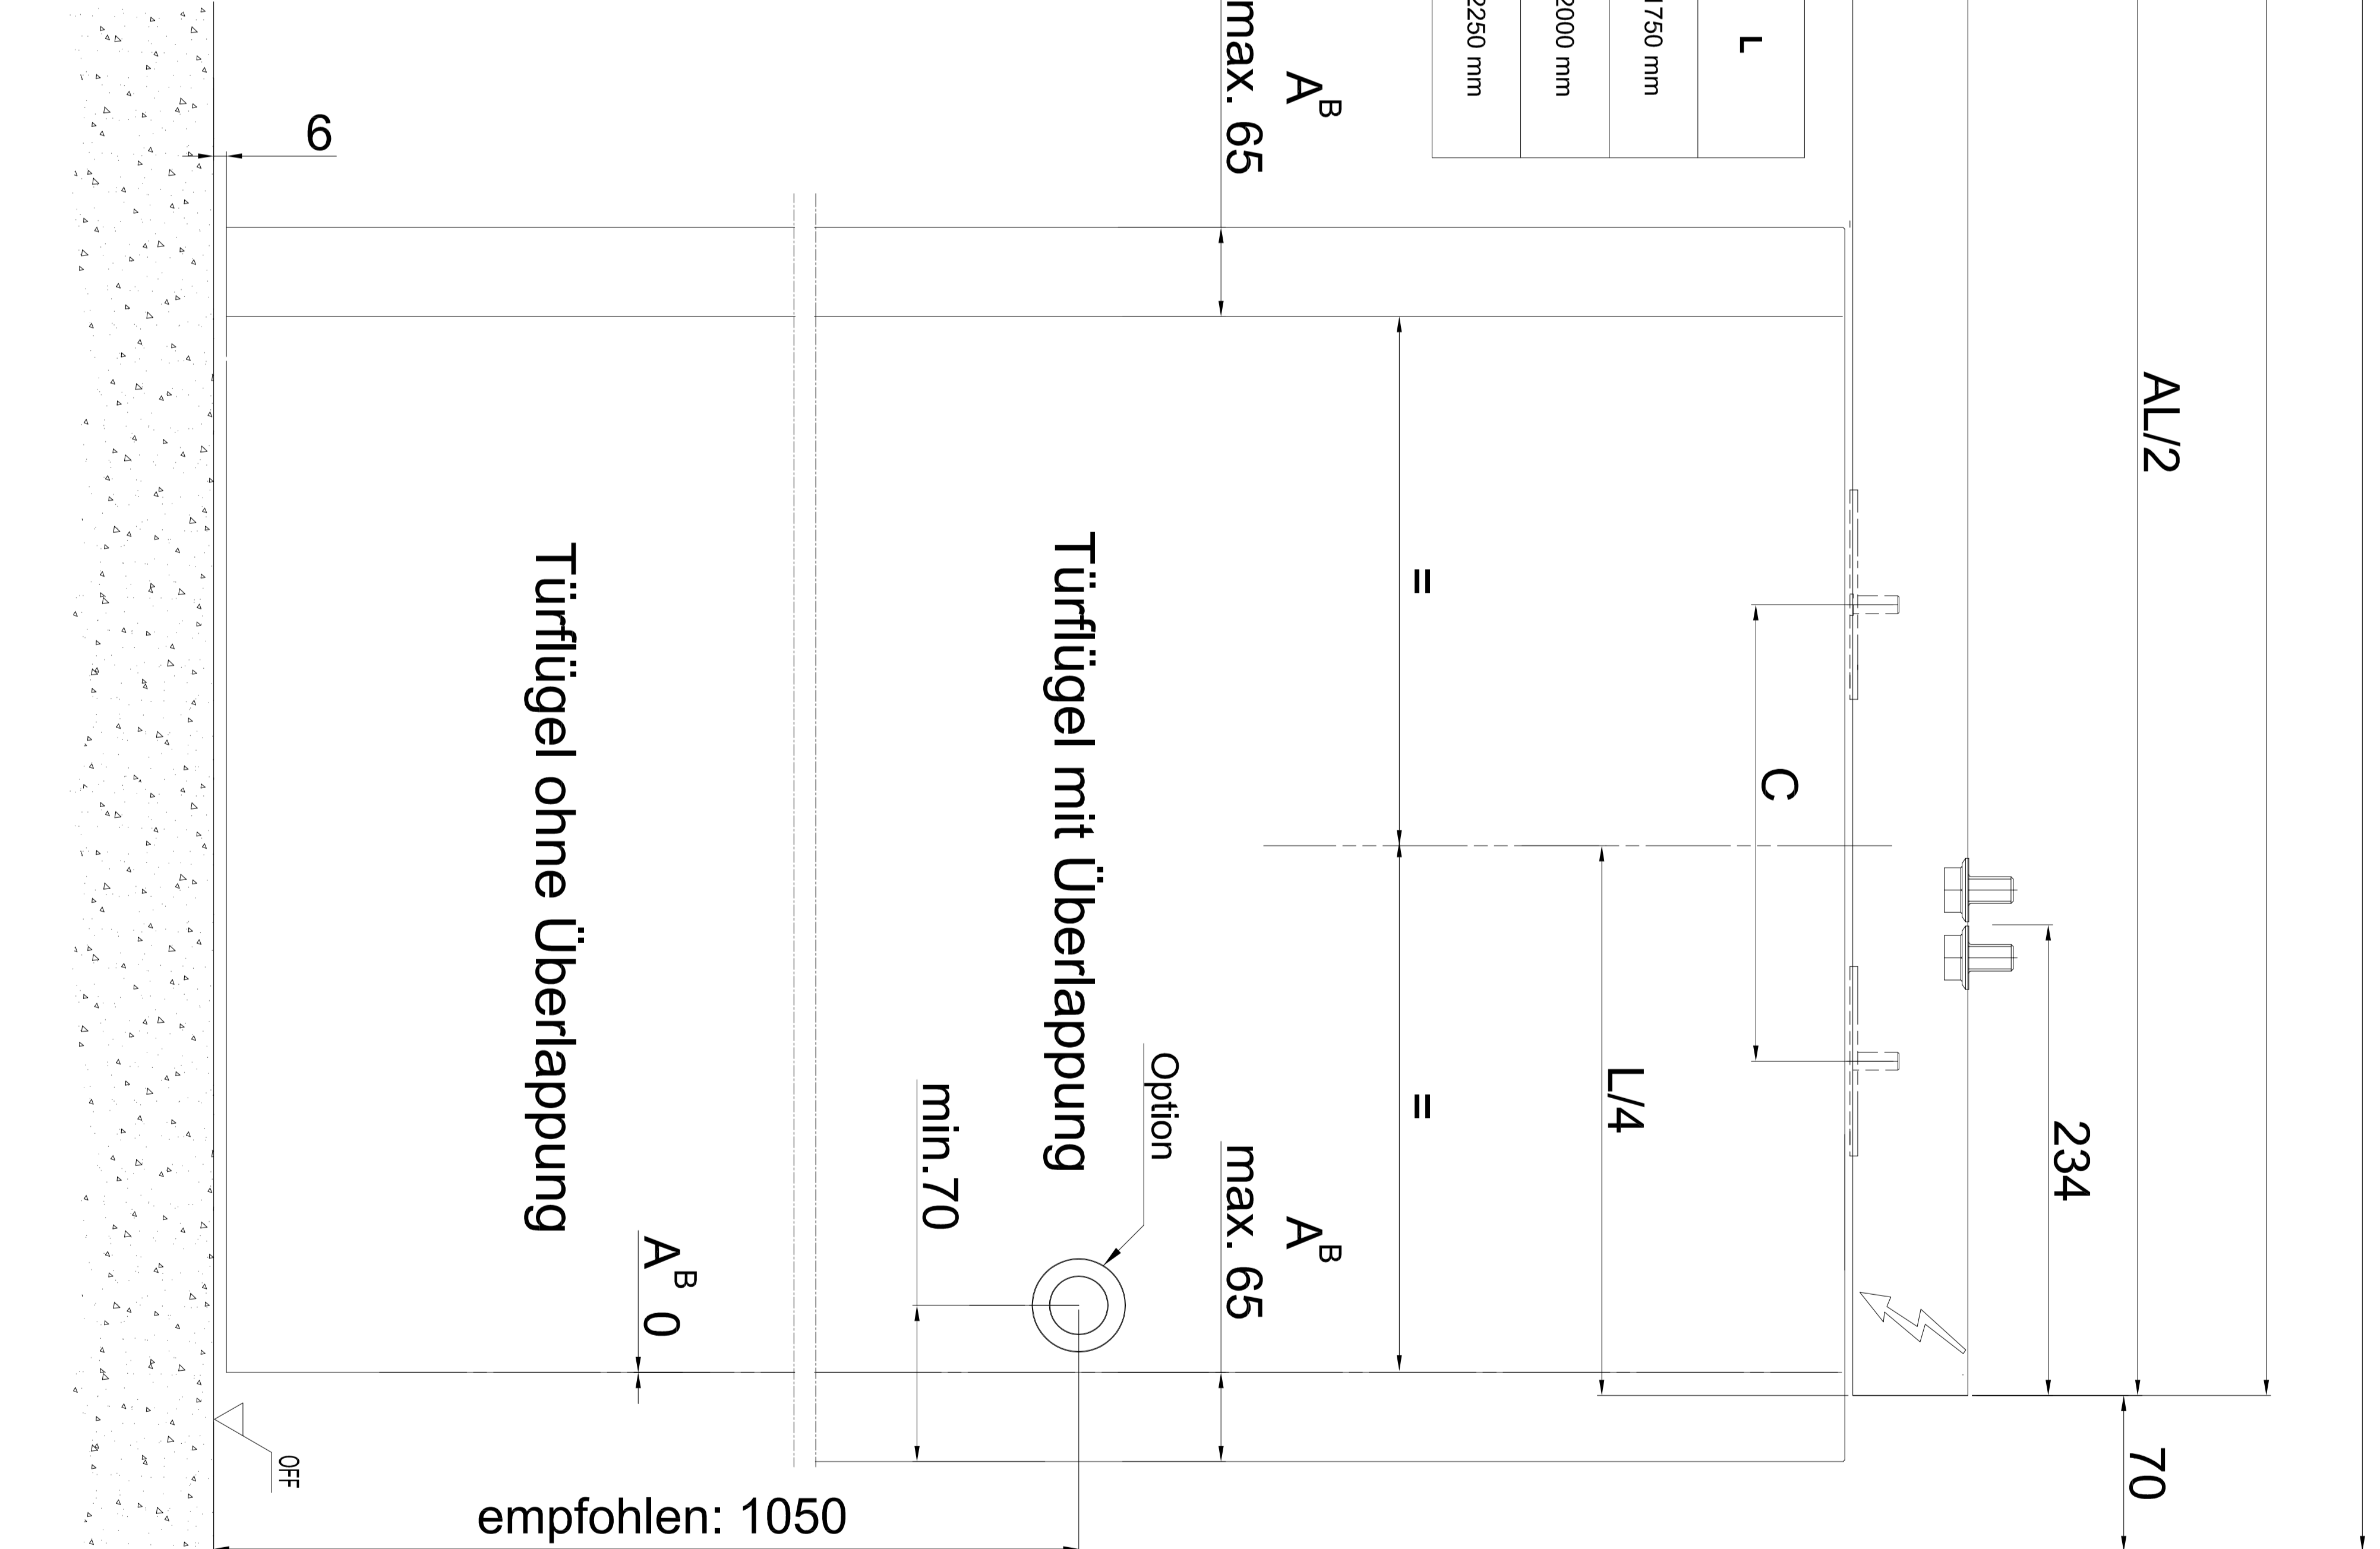 L
1750 mm
2000 mm
2250 mm
AL/2
A B
max. 65
6
=
C
Türflügel mit Überlappung
Türflügel ohne Überlappung
234
L/4
=
Option
min.70
A B
max. 65
A B 0
70
OFF
empfohlen: 1050